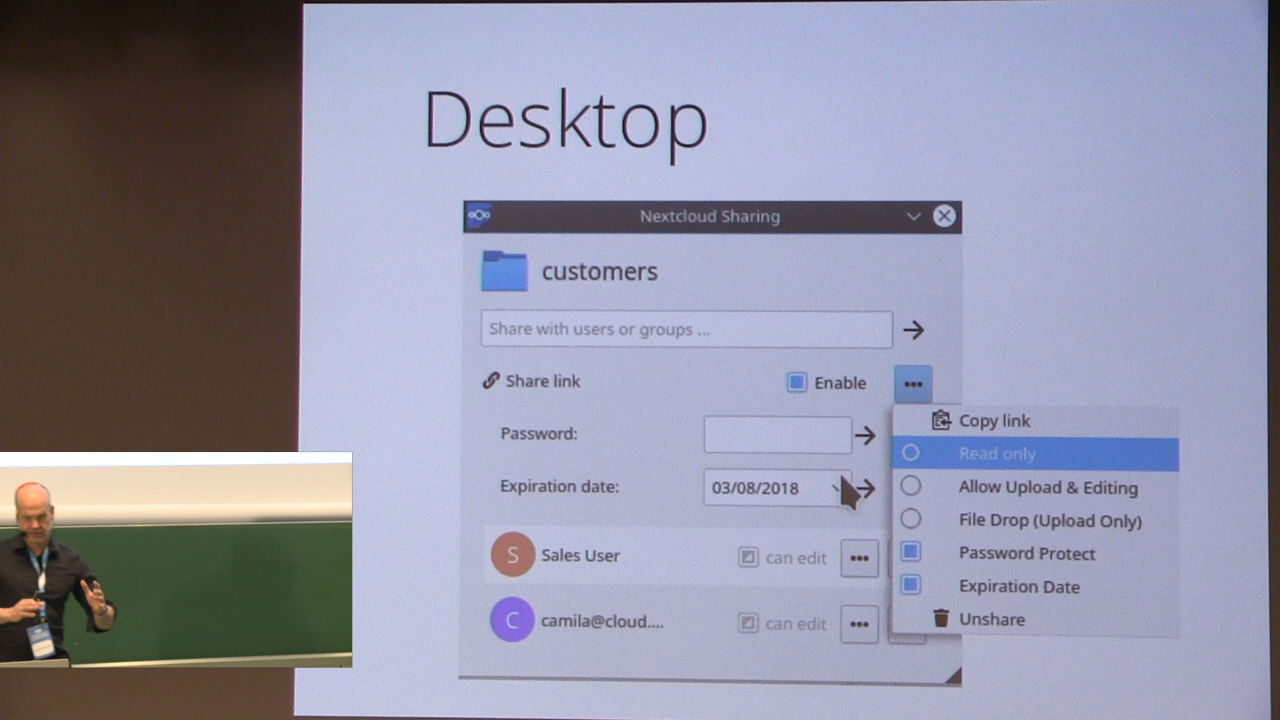 Desktop
Nextcloud Sharing
customers
Share with users or groups ...
Share link
Enable
•••
Copy link
Password:
Read only
Expiration date:
03/08/2018
Allow Upload & Editing
File Drop (Upload Only)
S Sales User
can edit
•••
Password Protect
Expiration Date
C camila@cloud....
can edit
•••
Unshare